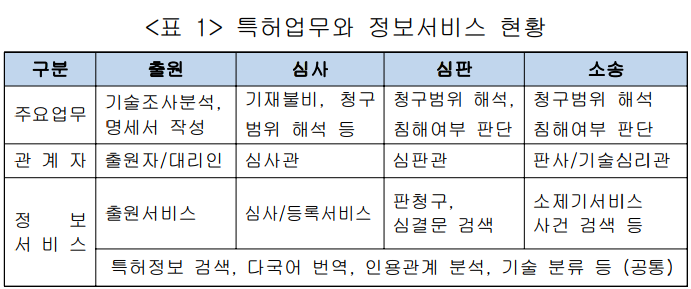 <표 1> 특허업무와 정보서비스 현황
구분 출원 심사 심판 소송
주요업무 기술조사분석, 기재불비, 청구 청구범위 해석, 청구범위 해석
명세서 작성 범위 해석 등 침해여부 판단 침해여부 판단
관 계 자 출원자/대리인 심사관 심판관 판사/기술심리관
정 보 출원서비스 심사/등록서비스 판청구, 소제기서비스
서 비 스 심결문 검색 사건 검색 등
특허정보 검색, 다국어 번역, 인용관계 분석, 기술 분류 등 (공통)